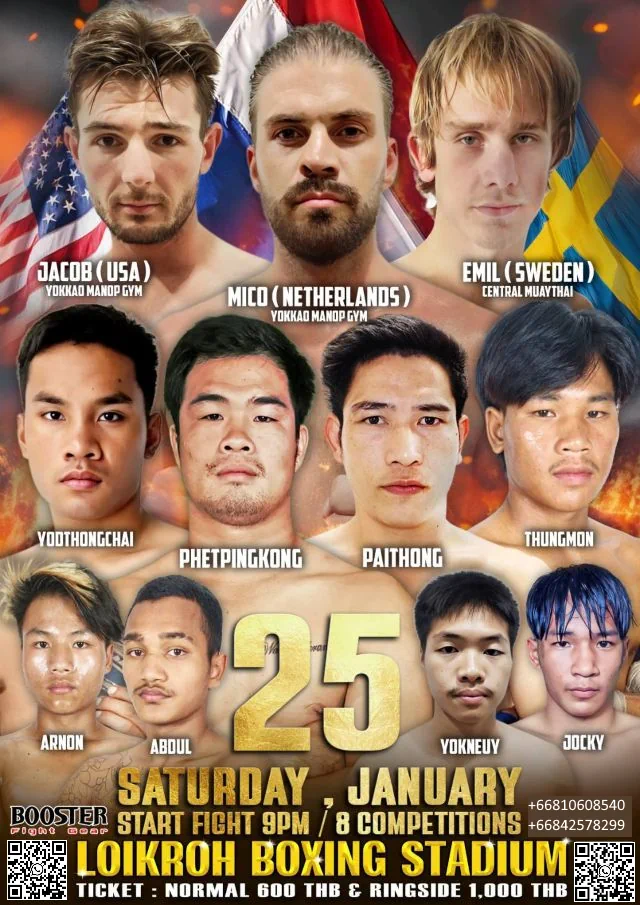 JACOB ( USA )
YOKKAO MANOP GYM
MICO ( NETHERLANDS )
YOKKAO MANOP GYM
EMIL ( SWEDEN )
CENTRAL MUAYTHAI
YODTHONGCHAI
PHETPINGKONG
PAITHONG
THUNGMON
ARNON
ABDUL
25
YOKNEUY
JOCKY
SATURDAY , JANUARY
START FIGHT 9PM / 8 COMPETITIONS
+66810608540
+66842578299
BOOSTER
Fight Gear
LOIKROH BOXING STADIUM
TICKET : NORMAL 600 THB & RINGSIDE 1,000 THB